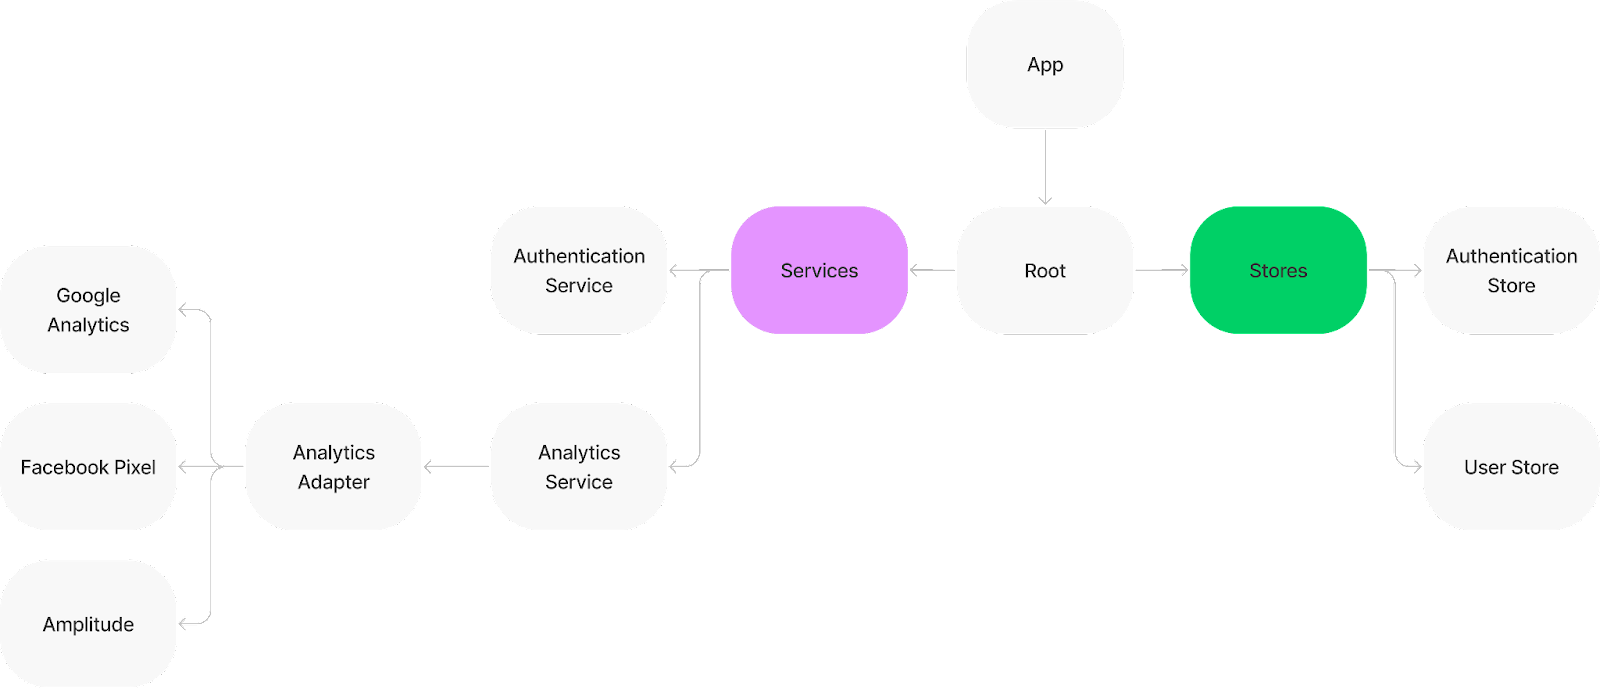 App
Authentication
Service
Services
Root
Stores
Authentication
Store
Google
Analytics
Facebook Pixel
Analytics
Adapter
Analytics
Service
User Store
Amplitude